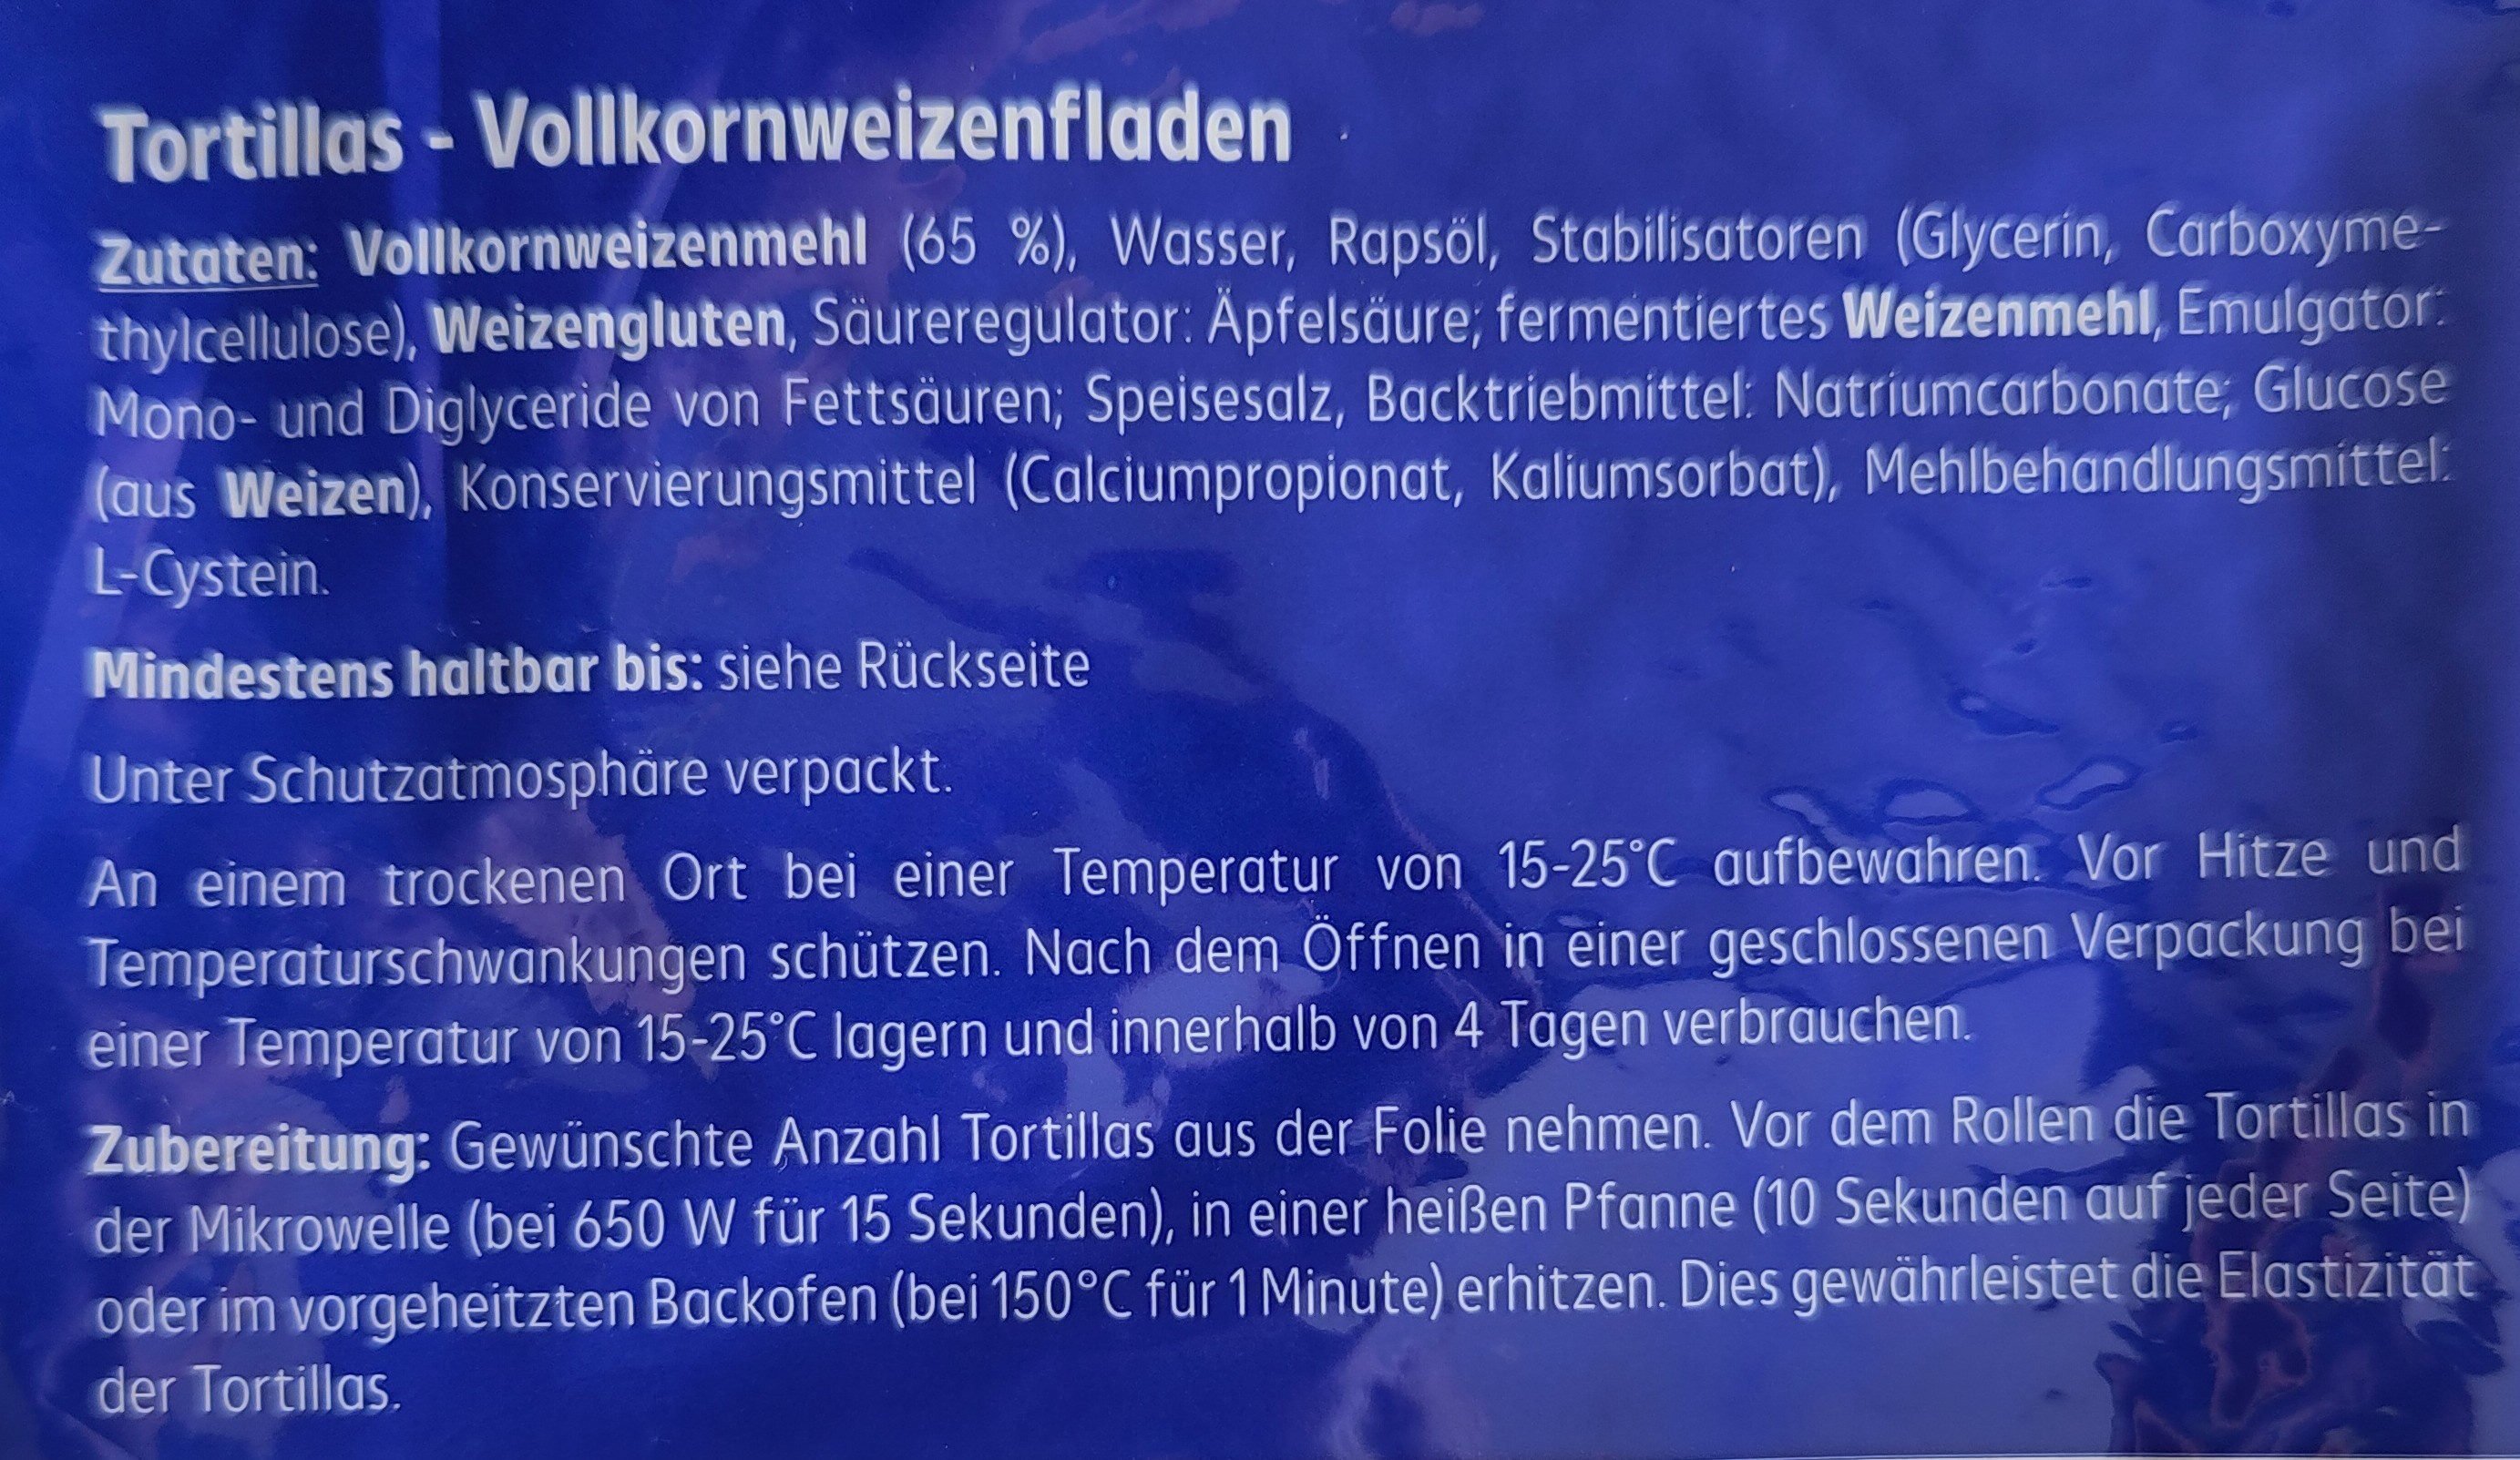 Tortillas - Vollkornweizenfladen
Zutaten: Vollkornweizenmehl (65 %), Wasser, Rapsöl, Stabilisatoren (Glycerin, Carboxyme-
thylcellulose), Weizengluten, Säureregulator: Äpfelsäure; fermentiertes Weizenmehl, Emulgator:
Mono- und Diglyceride von Fettsäuren; Speisesalz, Backtriebmittel: Natriumcarbonate; Glucose
(aus Weizen), Konservierungsmittel (Calciumpropionat, Kaliumsorbat), Mehlbehandlungsmittel:
L-Cystein.
Mindestens haltbar bis: siehe Rückseite
Unter Schutzatmosphäre verpackt.
An einem trockenen Ort bei einer Temperatur von 15-25°C aufbewahren. Vor Hitze und
Temperaturschwankungen schützen. Nach dem Öffnen in einer geschlossenen Verpackung bei
einer Temperatur von 15-25°C lagern und innerhalb von 4 Tagen verbrauchen.
Zubereitung: Gewünschte Anzahl Tortillas aus der Folie nehmen. Vor dem Rollen die Tortillas in
der Mikrowelle (bei 650 W für 15 Sekunden), in einer heißen Pfanne (10 Sekunden auf jeder Seite)
oder im vorgeheitzten Backofen (bei 150°C für 1 Minute) erhitzen. Dies gewährleistet die Elastizität
der Tortillas.